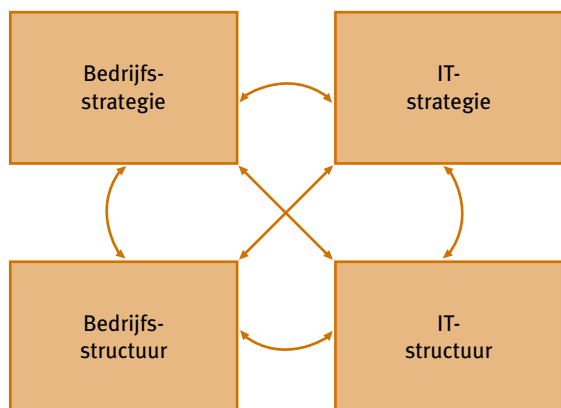 Bedrijfs-
strategie
IT-
strategie
Bedrijfs-
structuur
IT-
structuur